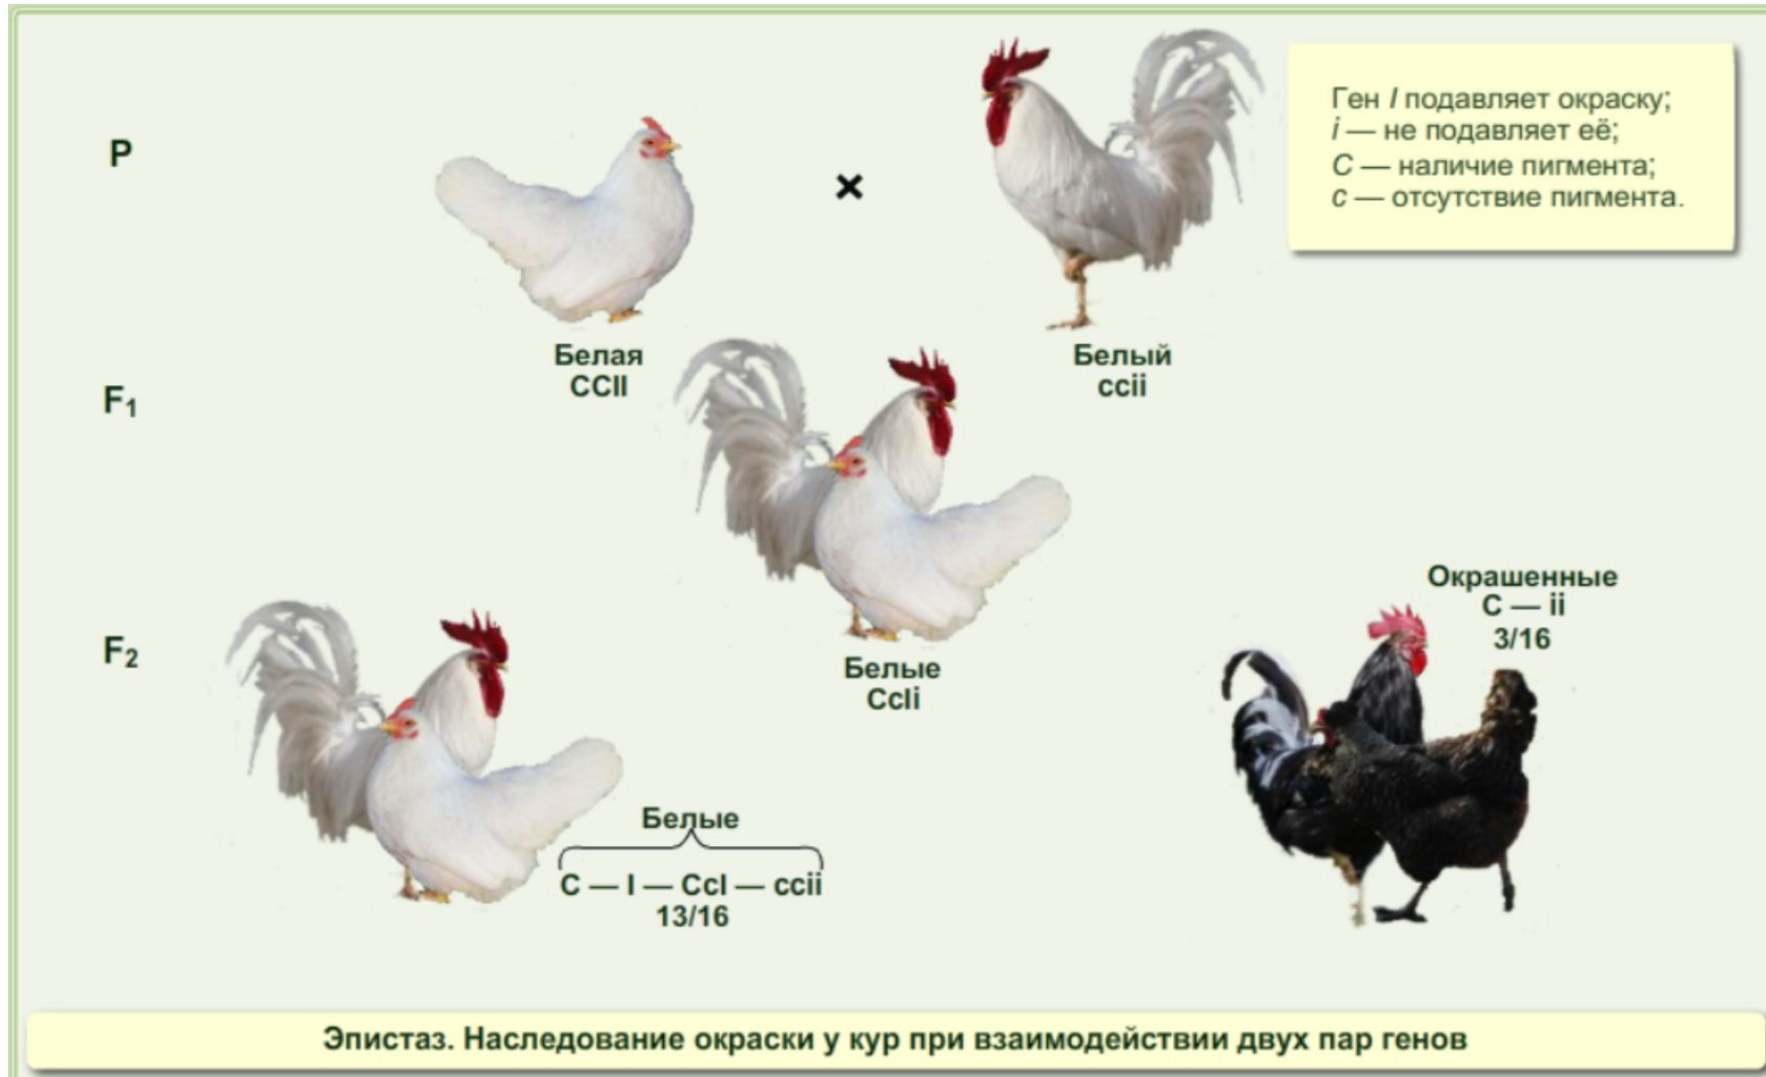 P
Ген I подавляет окраску;
i — не подавляет её;
C — наличие пигмента;
c — отсутствие пигмента.
Белая
CCII
Белый
ccii
F₁
Белые
CcIi
F₂
Окрашенные
C — ii
3/16
Белые
C — I — CcI — ccii
13/16
Эпистаз. Наследование окраски у кур при взаимодействии двух пар генов